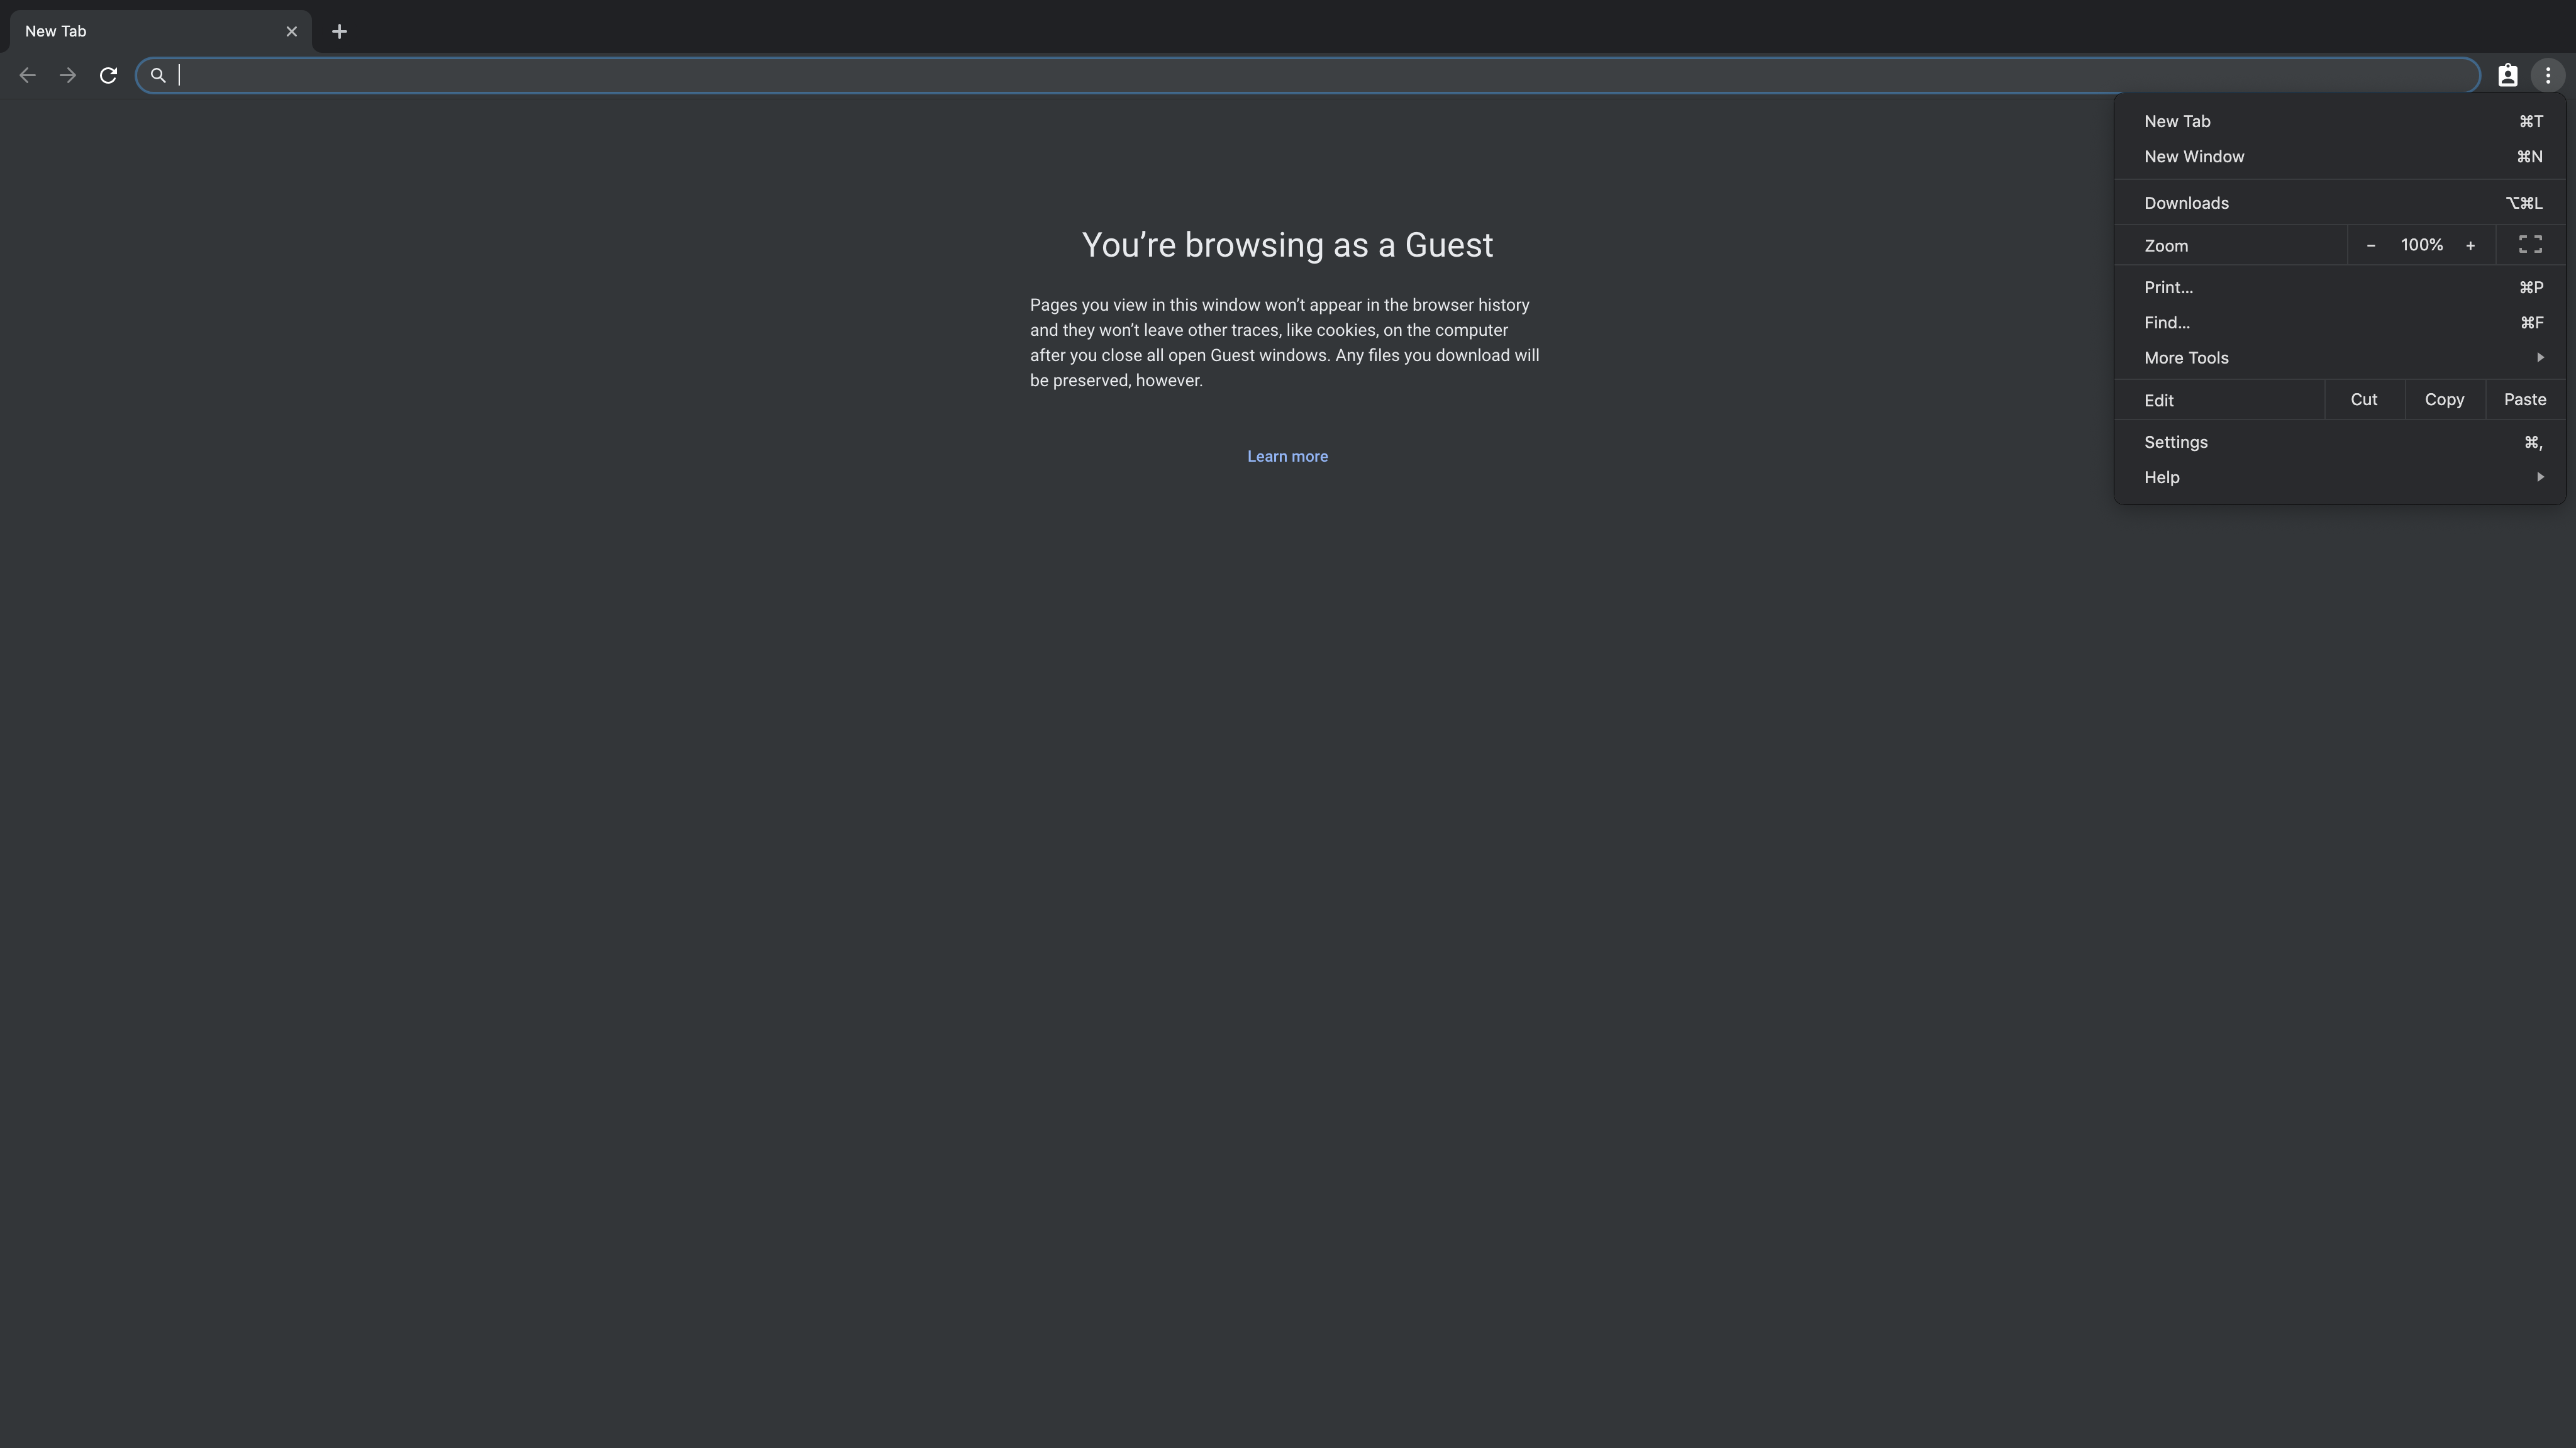 New Tab
New Tab ⌘T
New Window ⌘N
Downloads ⌥⌘L
Zoom − 100% +
Print... ⌘P
Find... ⌘F
More Tools
Edit Cut Copy Paste
Settings ⌘,
Help
You’re browsing as a Guest
Pages you view in this window won’t appear in the browser history
and they won’t leave other traces, like cookies, on the computer
after you close all open Guest windows. Any files you download will
be preserved, however.
Learn more